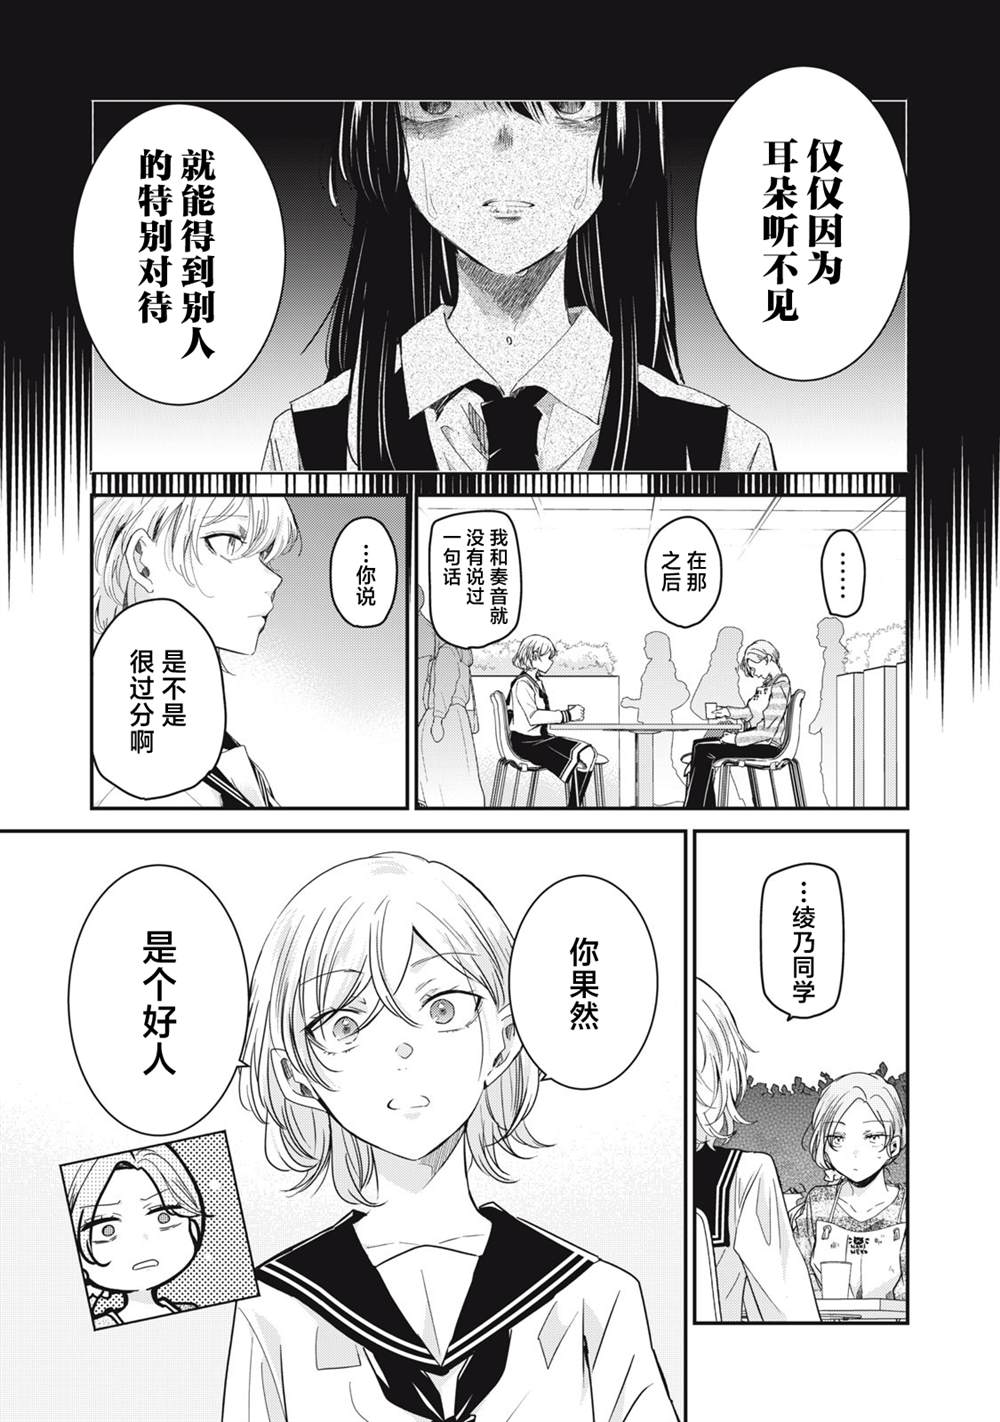 仅仅因为
耳朵听不见
就能得到别人
的特别对待
……
在那
之后
我和奏音就
没有说过
一句话
…你说
是不是
很过分啊
…绫乃同学
你果然
是个好人